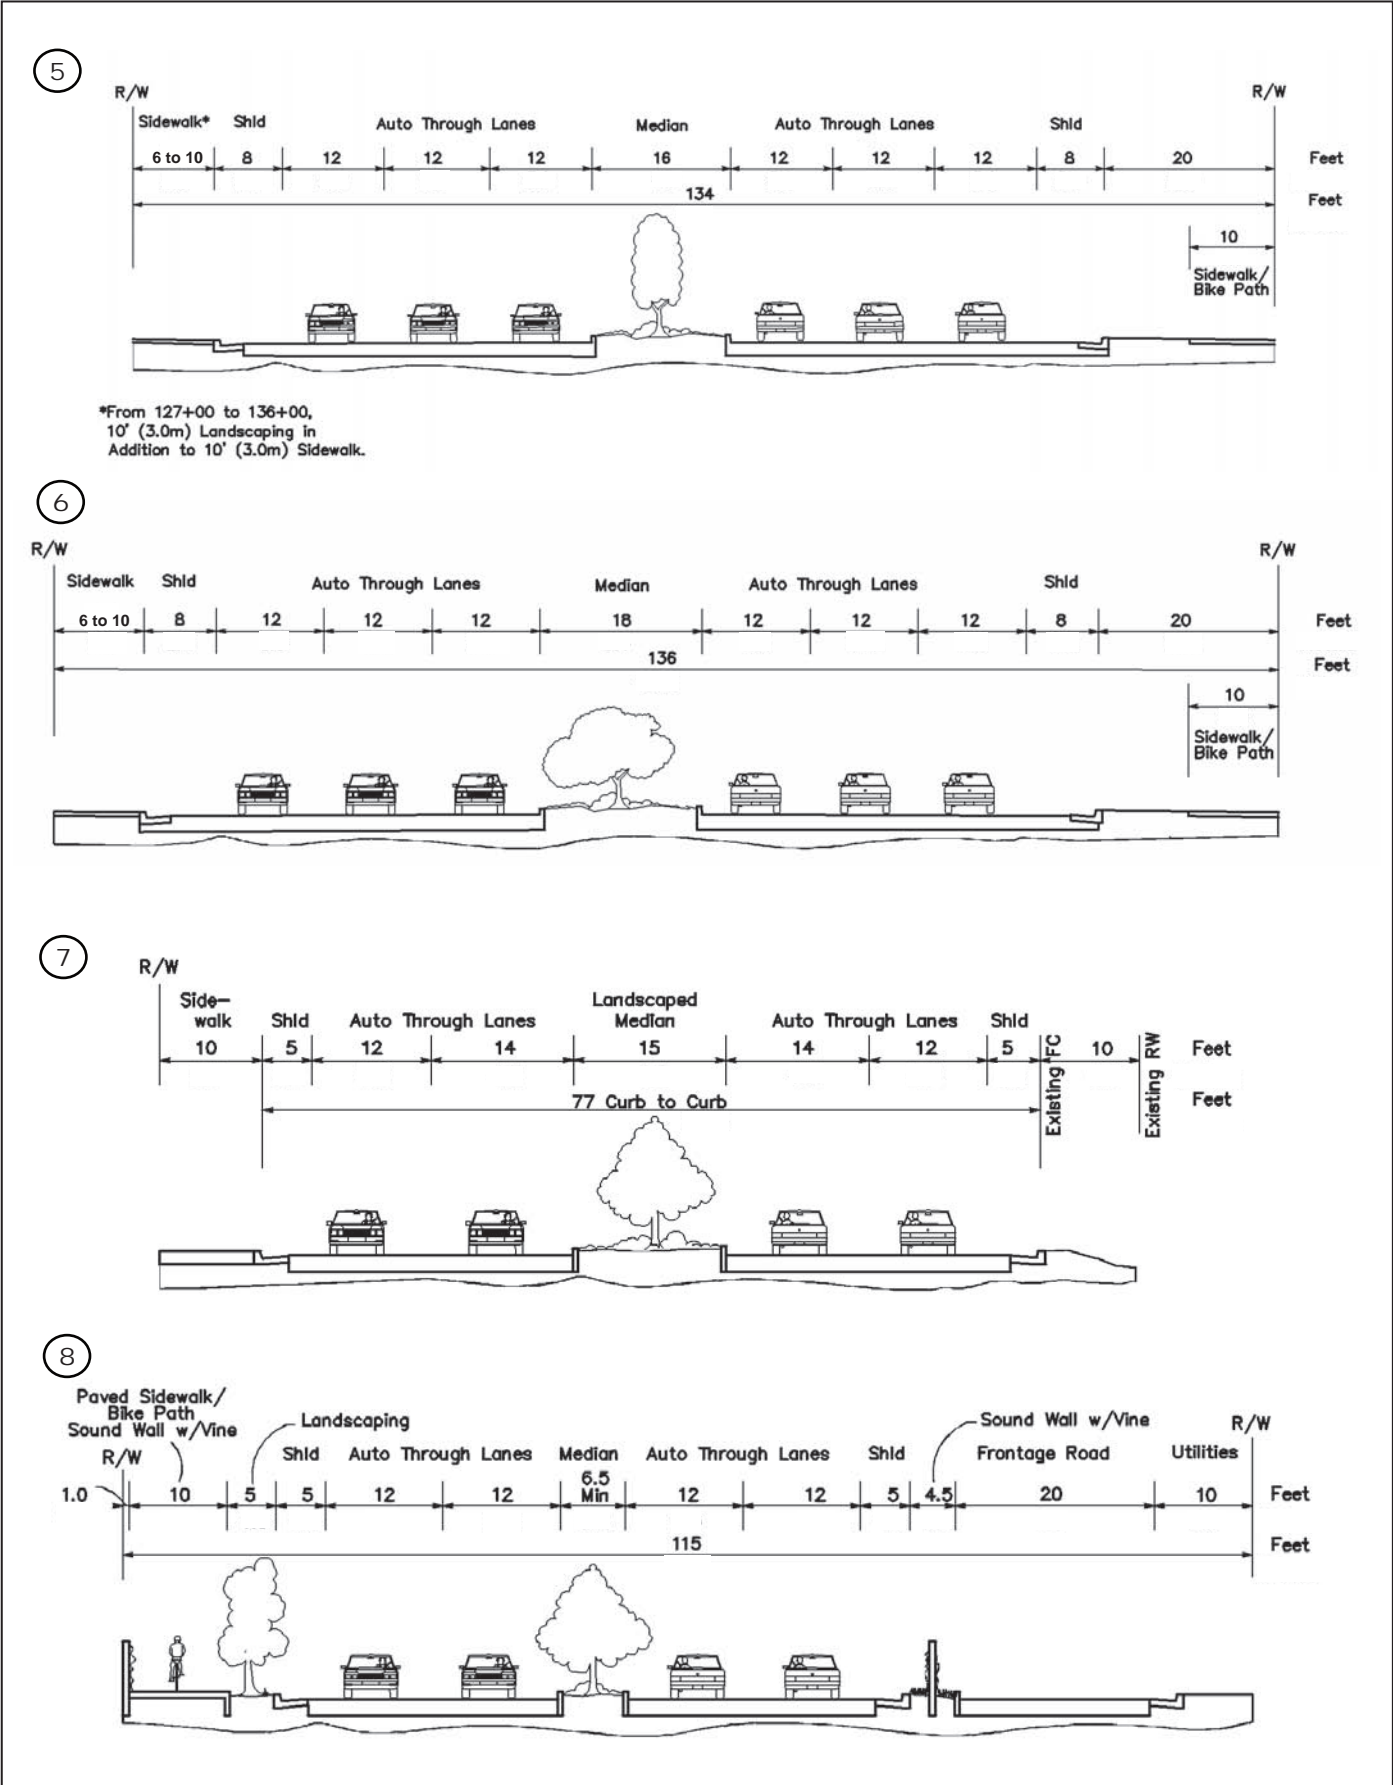 5
R/W R/W
Sidewalk* Shld Auto Through Lanes Median Auto Through Lanes Shld
6 to 10 8 12 12 12 16 12 12 12 8 20 Feet
134 Feet
10
Sidewalk/
Bike Path
*From 127+00 to 136+00,
10' (3.0m) Landscaping in
Addition to 10' (3.0m) Sidewalk.
6
R/W R/W
Sidewalk Shld Auto Through Lanes Median Auto Through Lanes Shld
6 to 10 8 12 12 12 18 12 12 12 8 20 Feet
136 Feet
10
Sidewalk/
Bike Path
7
R/W
Side-
walk Shld Auto Through Lanes Landscaped
Median Auto Through Lanes Shld
10 5 12 14 15 14 12 5 10 Feet
Existing FC
Existing RW
77 Curb to Curb Feet
8
Paved Sidewalk/
Bike Path
Sound Wall w/Vine
Landscaping
Sound Wall w/Vine
R/W R/W
Shld Auto Through Lanes Median Auto Through Lanes Shld Frontage Road Utilities
1.0 10 5 5 12 12 6.5
Min 12 12 5 4.5 20 10 Feet
115 Feet